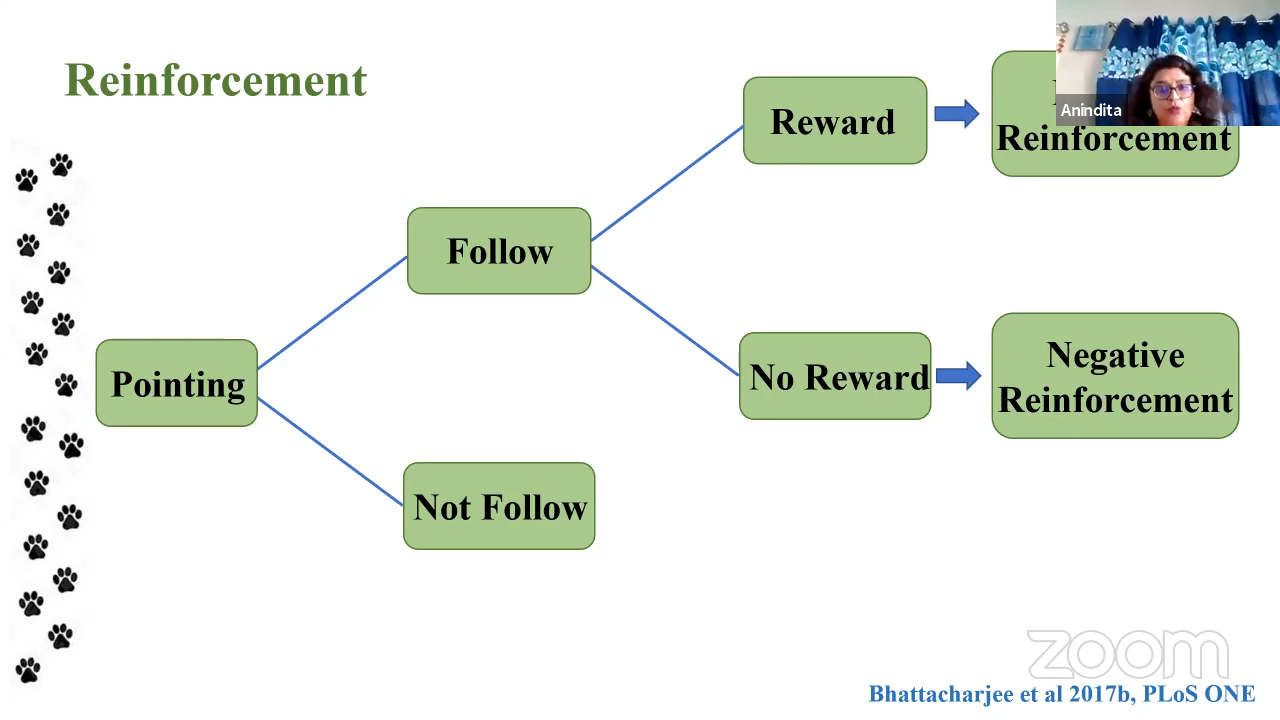 Reinforcement
Anindita
Reward
Reinforcement
Follow
Pointing
No Reward
Negative
Reinforcement
Not Follow
zoom
Bhattacharjee et al 2017b, PLoS ONE